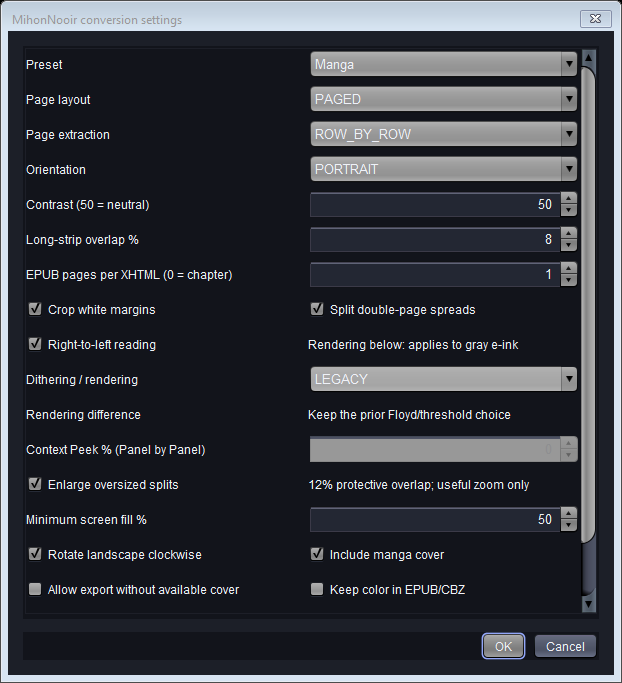 MihonNooir conversion settings
Preset Manga
Page layout PAGED
Page extraction ROW_BY_ROW
Orientation PORTRAIT
Contrast (50 = neutral) 50
Long-strip overlap % 8
EPUB pages per XHTML (0 = chapter) 1
Crop white margins Split double-page spreads
Right-to-left reading Rendering below: applies to gray e-ink
Dithering / rendering LEGACY
Rendering difference Keep the prior Floyd/threshold choice
Context Peek % (Panel by Panel) 0
Enlarge oversized splits 12% protective overlap; useful zoom only
Minimum screen fill % 50
Rotate landscape clockwise Include manga cover
Allow export without available cover Keep color in EPUB/CBZ
OK Cancel